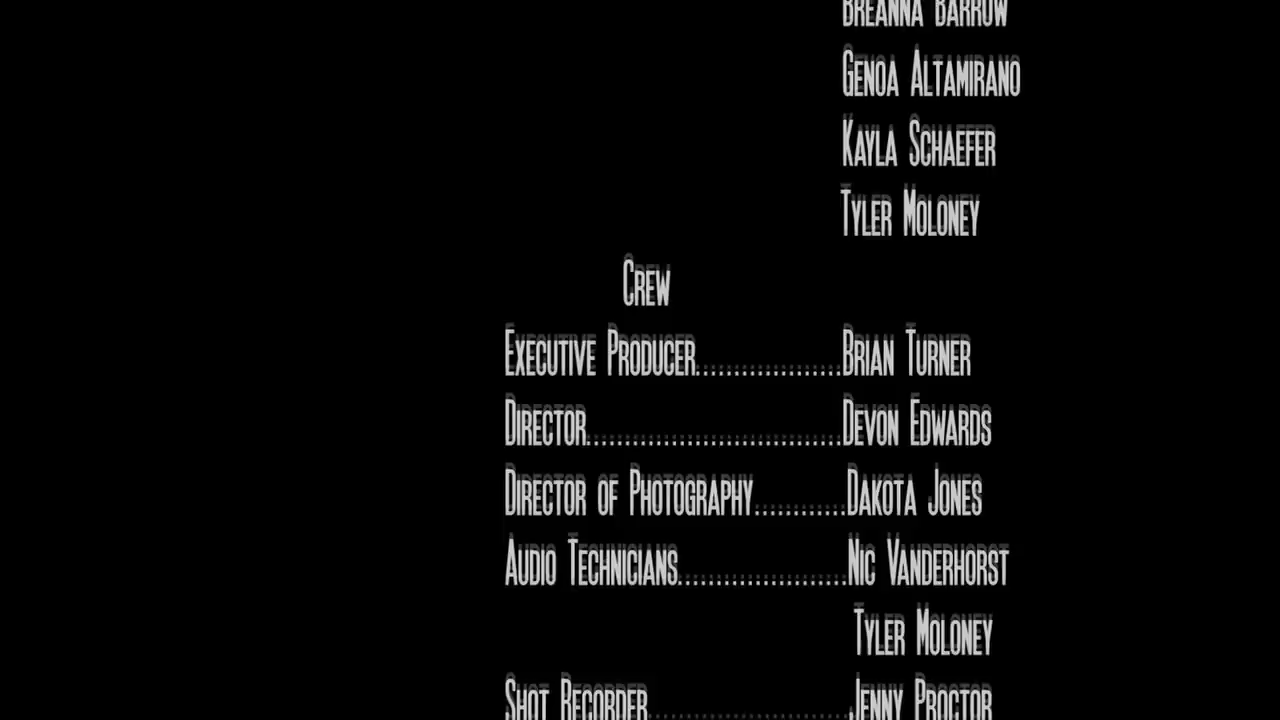 Breanna Barrow
Genoa Altamirano
Kayla Schaefer
Tyler Moloney
Crew
Executive Producer...................Brian Turner
Director.................................Devon Edwards
Director of Photography............Dakota Jones
Audio Technicians......................Nic Vanderhorst
Tyler Moloney
Shot Recorder..........................Jenny Proctor